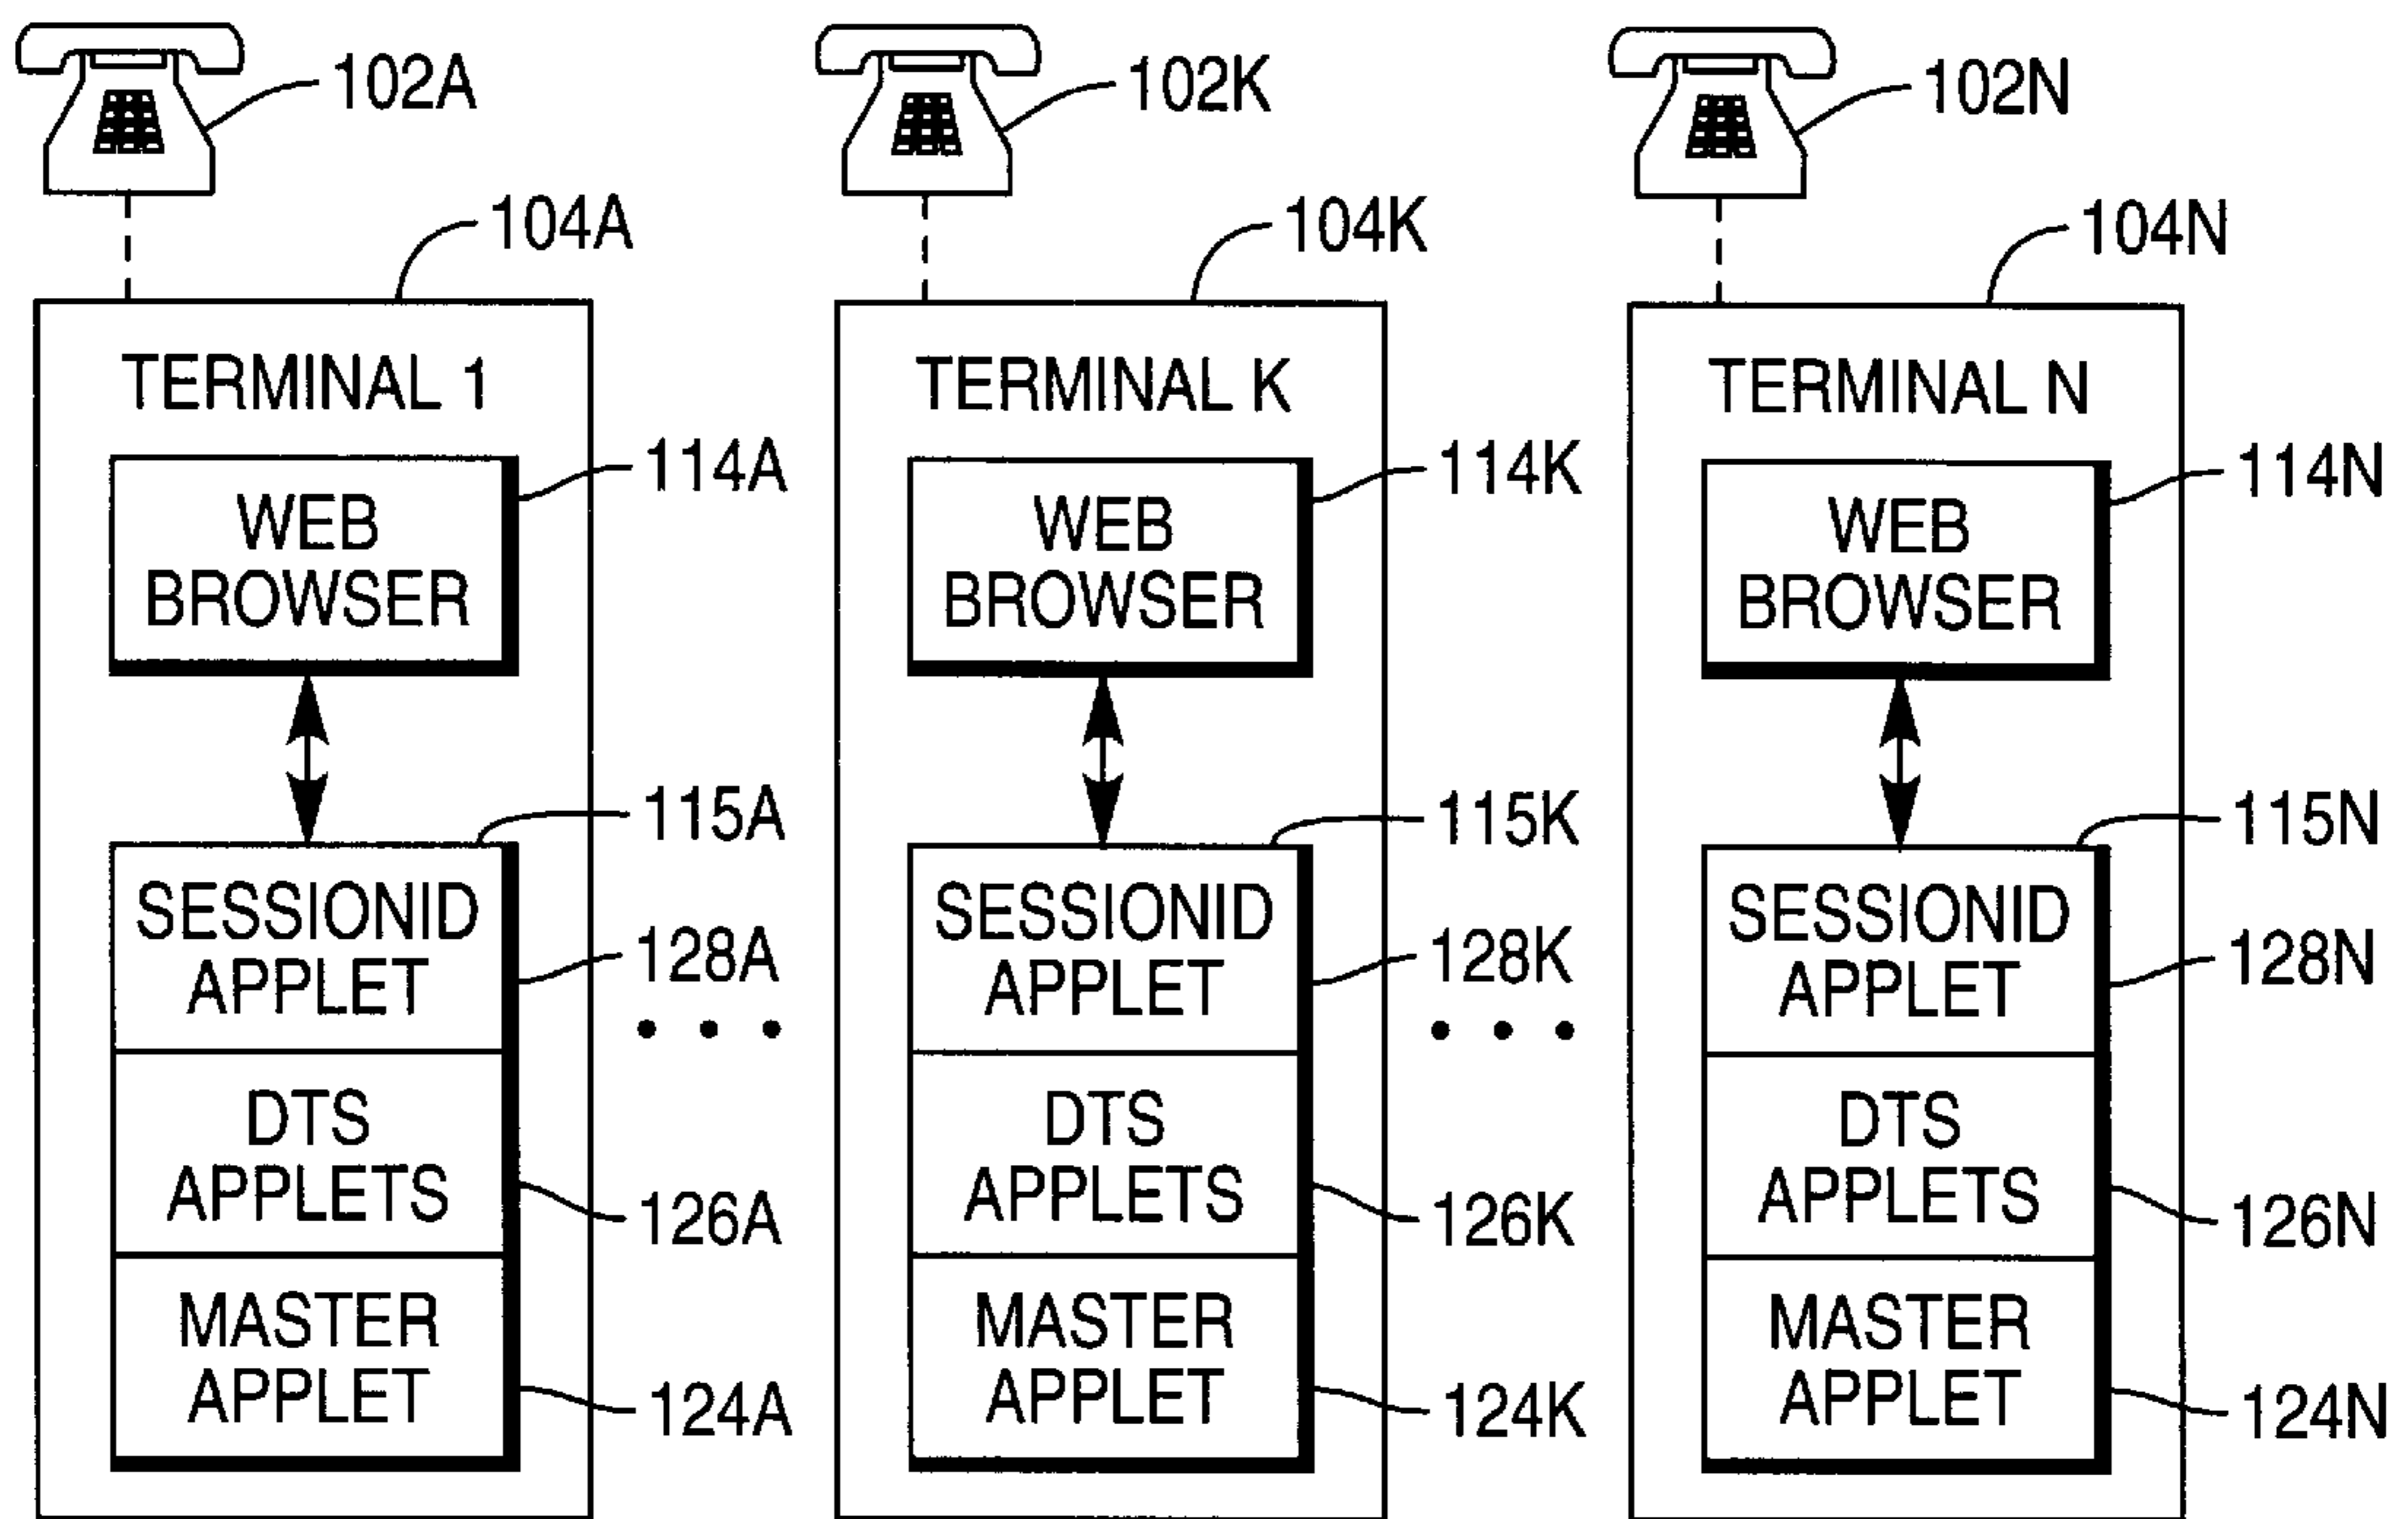 102A
104A
TERMINAL 1
114A
WEB
BROWSER
115A
SESSIONID
APPLET
128A
DTS
APPLETS
126A
MASTER
APPLET
124A
102K
104K
TERMINAL K
114K
WEB
BROWSER
115K
SESSIONID
APPLET
128K
DTS
APPLETS
126K
MASTER
APPLET
124K
102N
104N
TERMINAL N
114N
WEB
BROWSER
115N
SESSIONID
APPLET
128N
DTS
APPLETS
126N
MASTER
APPLET
124N